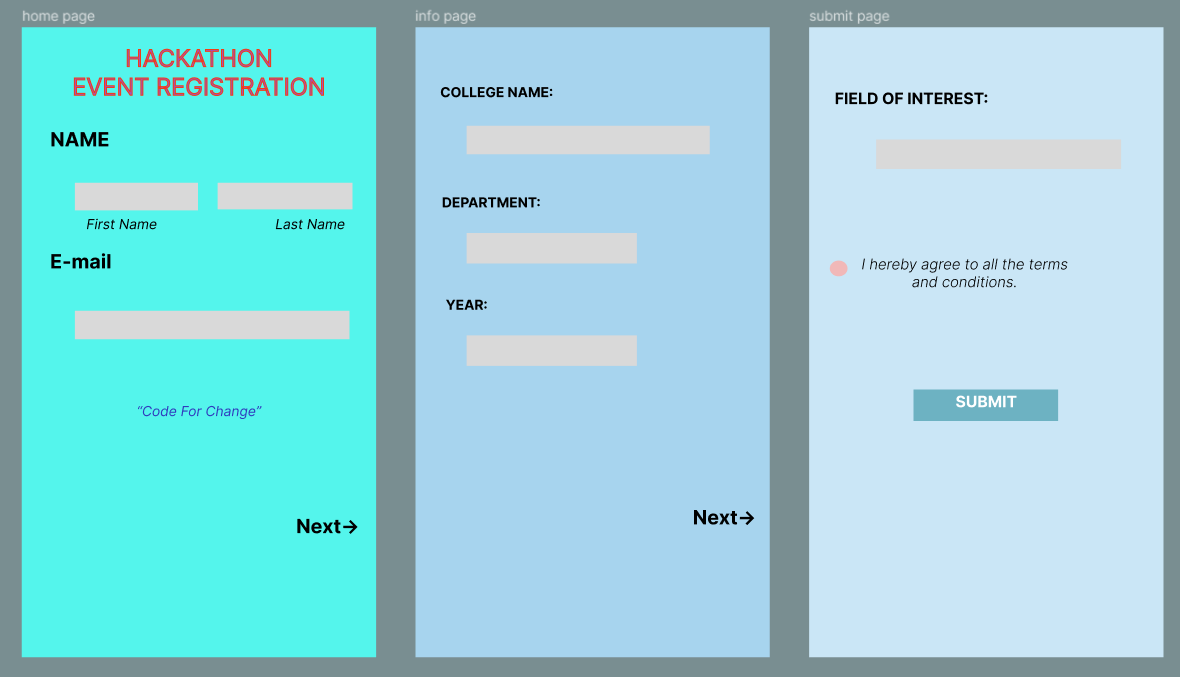 home page
HACKATHON
EVENT REGISTRATION
NAME
First Name
Last Name
E-mail
“Code For Change”
Next→
info page
COLLEGE NAME:
DEPARTMENT:
YEAR:
Next→
submit page
FIELD OF INTEREST:
I hereby agree to all the terms
and conditions.
SUBMIT